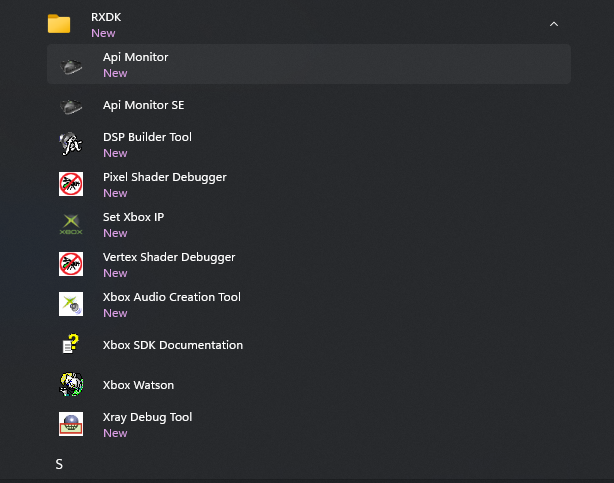 RXDK
New
Api Monitor
New
Api Monitor SE
DSP Builder Tool
New
Pixel Shader Debugger
New
Set Xbox IP
New
Vertex Shader Debugger
New
Xbox Audio Creation Tool
New
Xbox SDK Documentation
Xbox Watson
Xray Debug Tool
New
S